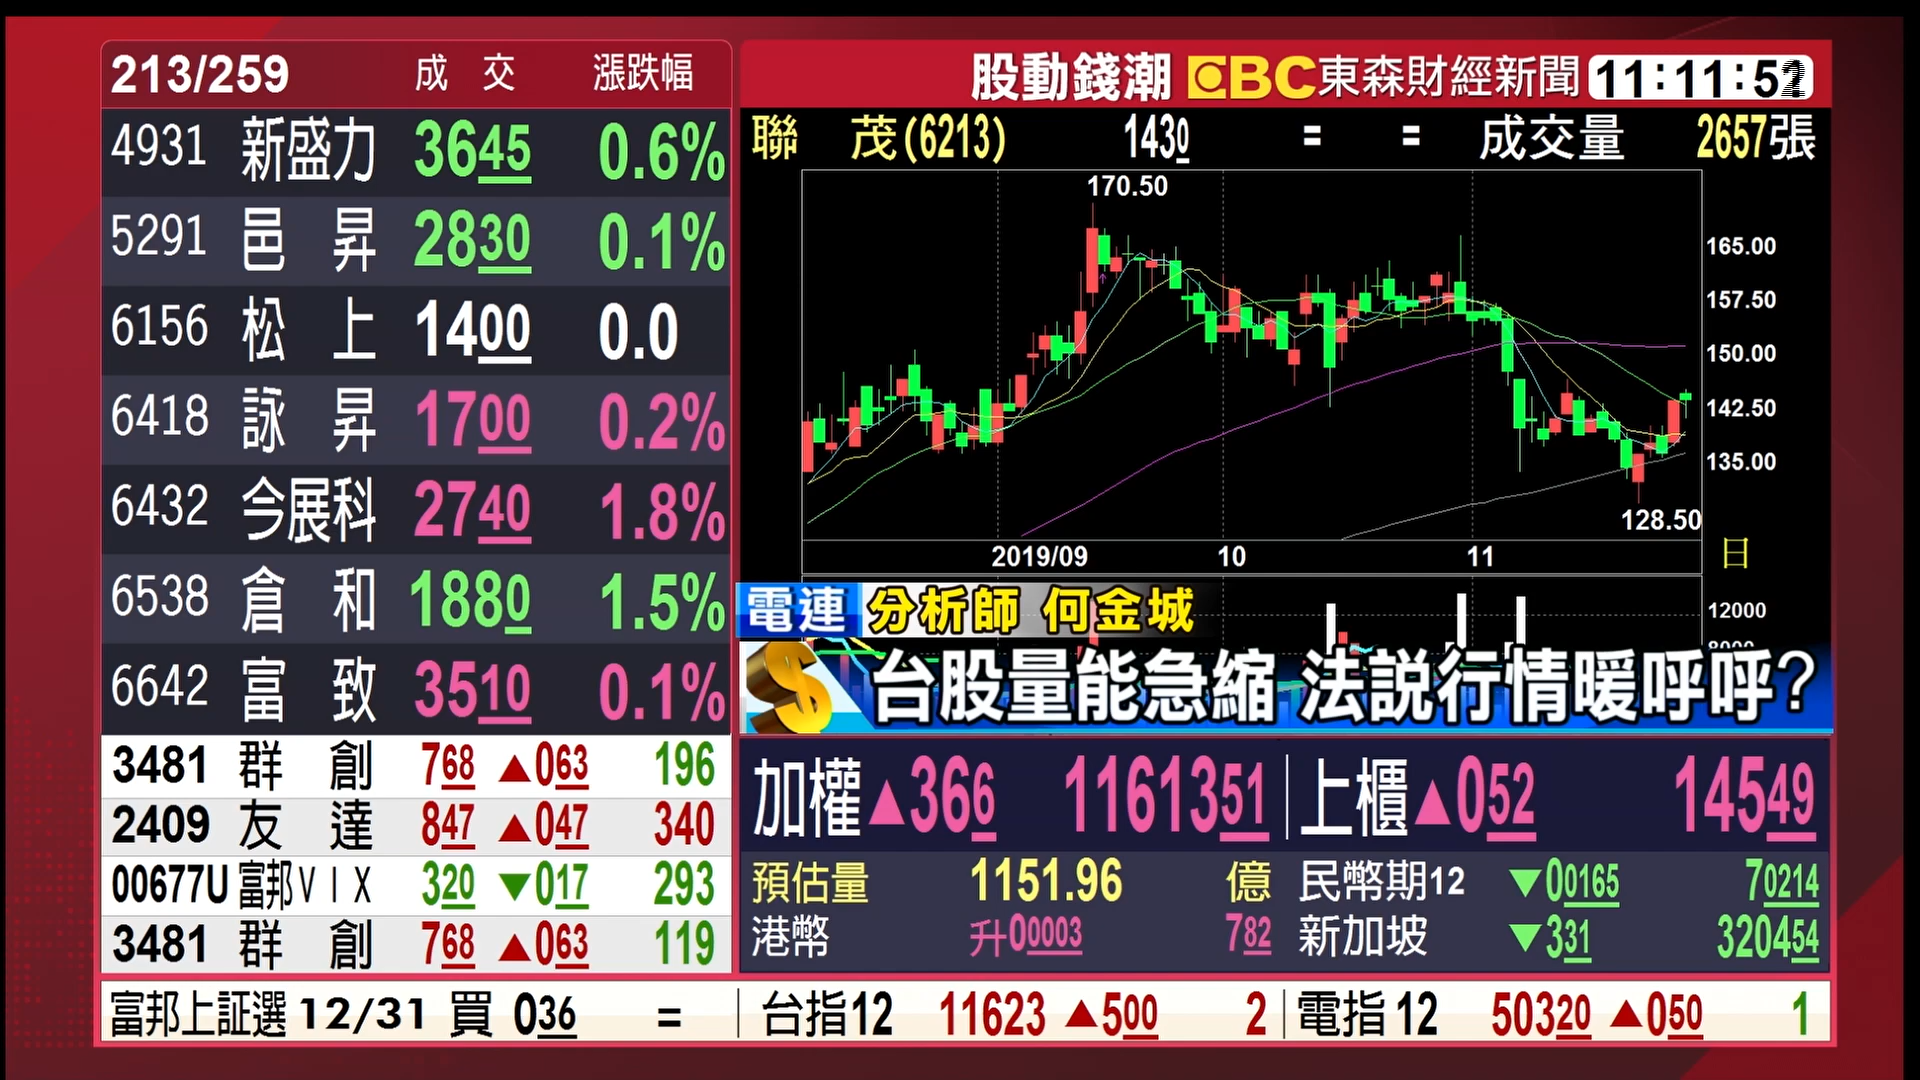 213/259 成交 漲跌幅
4931 新盛力 3645 0.6%
5291 邑昇 2830 0.1%
6156 松上 1400 0.0
6418 詠昇 1700 0.2%
6432 今展科 2740 1.8%
6538 倉和 1880 1.5%
6642 富致 3510 0.1%
3481 群創 768 ▲063 196
2409 友達 847 ▲047 340
00677U 富邦VIX 320 ▼017 293
3481 群創 768 ▲063 119
股動錢潮 EBC 東森財經新聞 11:11:52
聯茂(6213) 1430 = = 成交量 2657張
170.50
165.00
157.50
150.00
142.50
135.00
128.50
2019/09 10 11 日
12000
8000
電連 分析師 何金城
台股量能急縮 法說行情暖呼呼?
加權▲366 1161351 上櫃▲052 14549
預估量 1151.96 億 民幣期12 ▼00165 70214
港幣 升00003 782 新加坡 ▼331 320454
富邦上証選 12/31 買 036 = 台指12 11623 ▲500 2 電指12 50320 ▲050 1